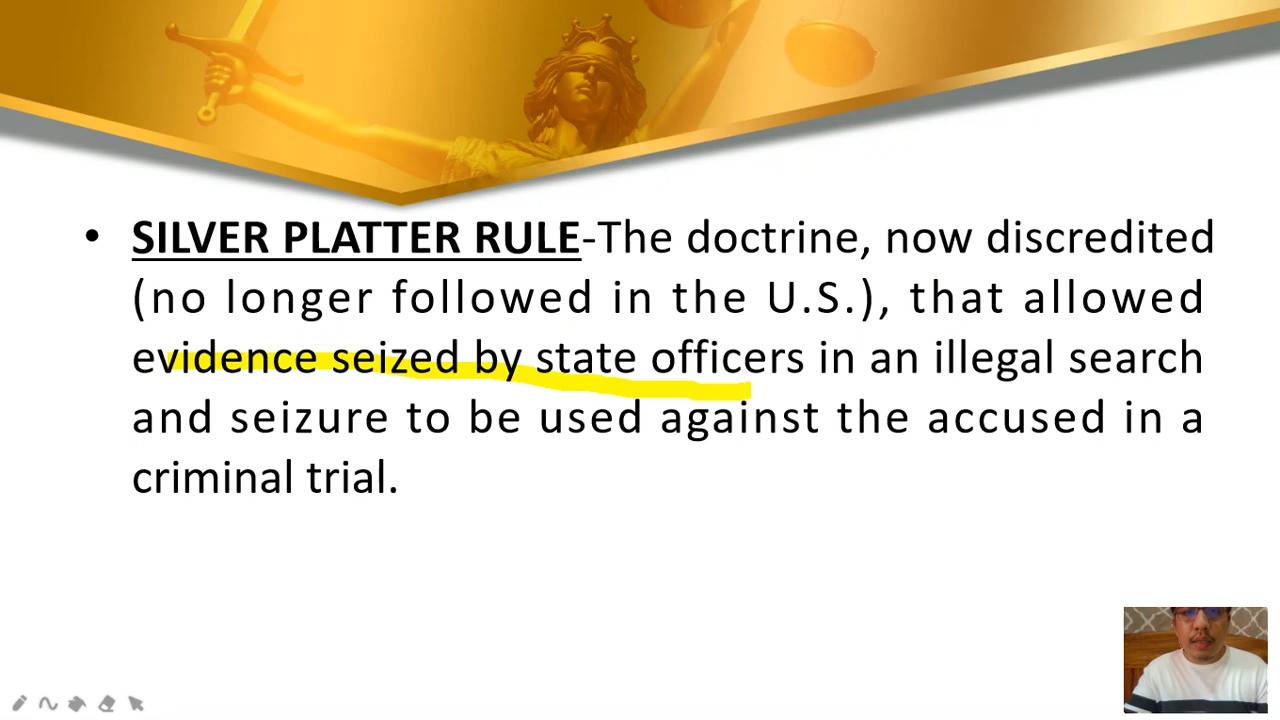 • SILVER PLATTER RULE-The doctrine, now discredited
(no longer followed in the U.S.), that allowed
evidence seized by state officers in an illegal search
and seizure to be used against the accused in a
criminal trial.